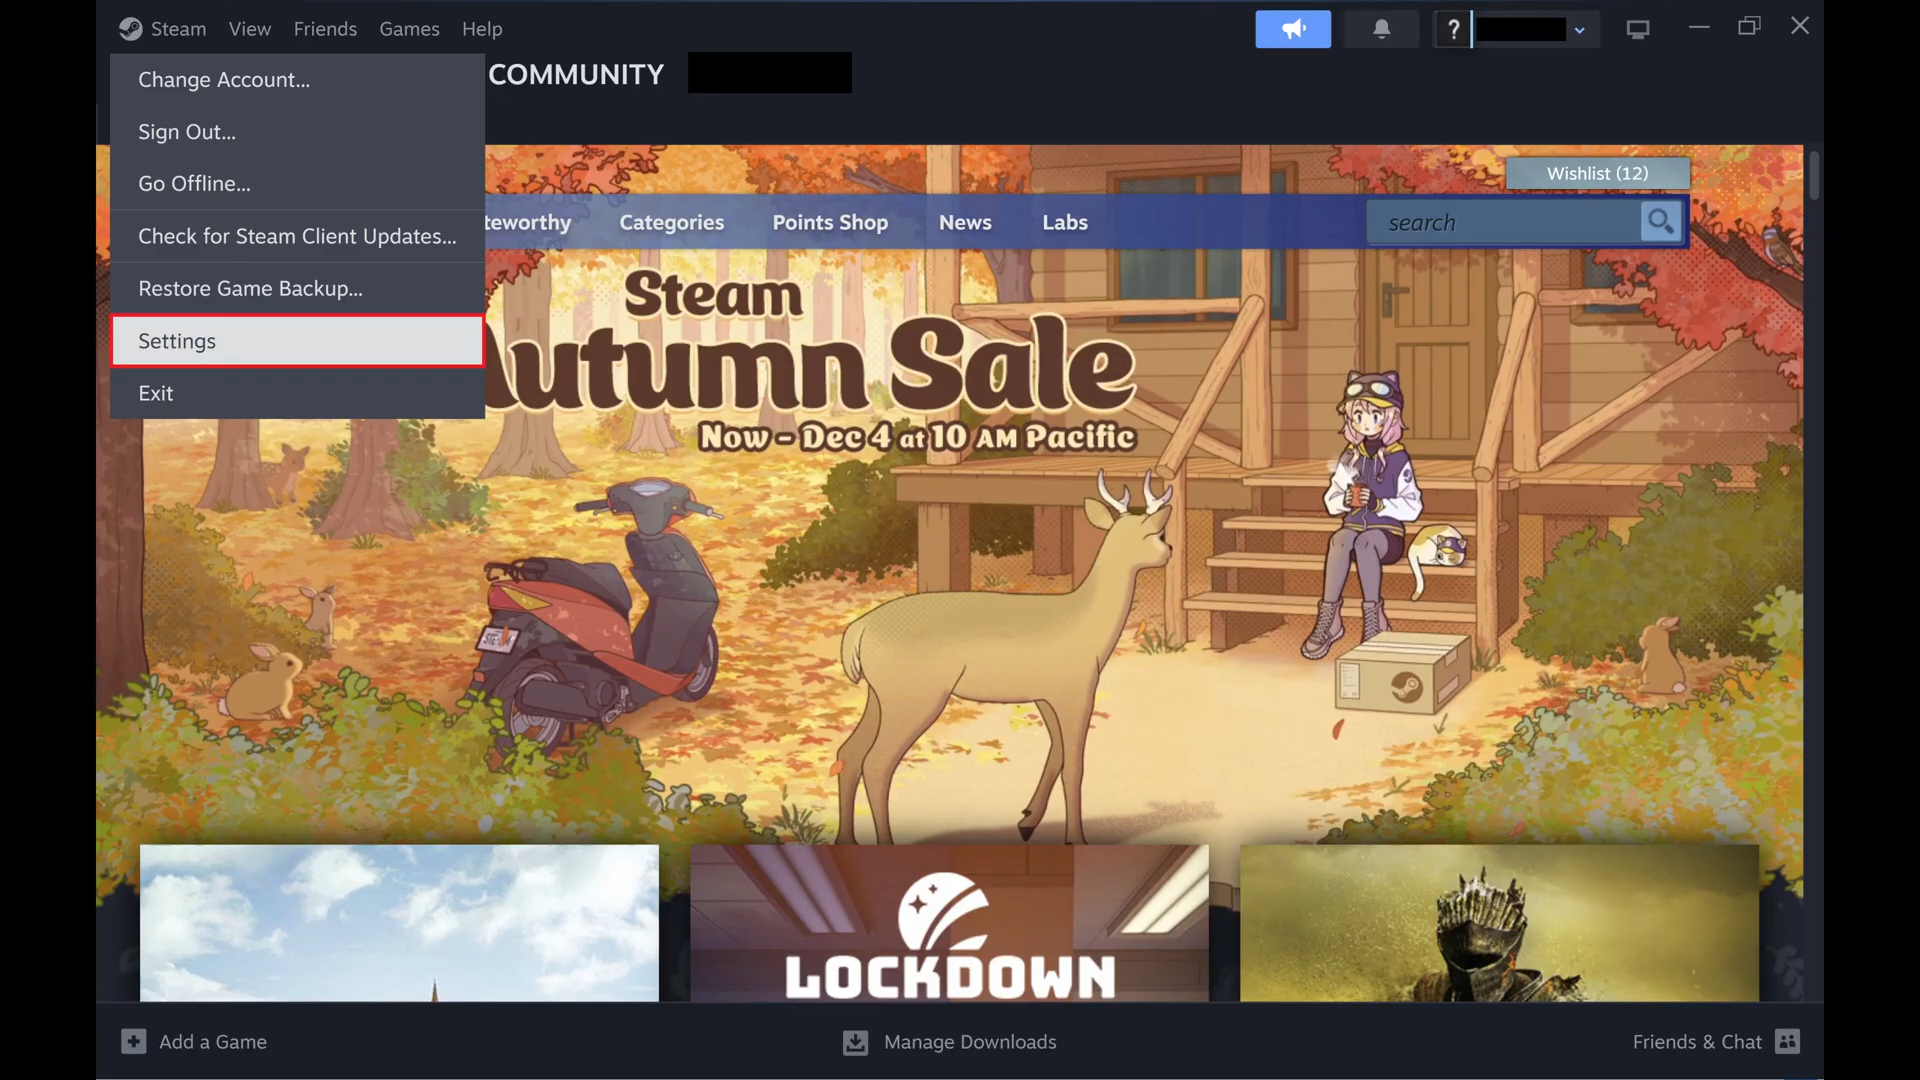 Steam View Friends Games Help
?
COMMUNITY
Change Account...
Sign Out...
Go Offline...
Check for Steam Client Updates...
Restore Game Backup...
Settings
Exit
Wishlist (12)
teworthy Categories Points Shop News Labs
search
Steam
Autumn Sale
Now - Dec 4 at 10 AM Pacific
LOCKDOWN
Add a Game
Manage Downloads
Friends & Chat